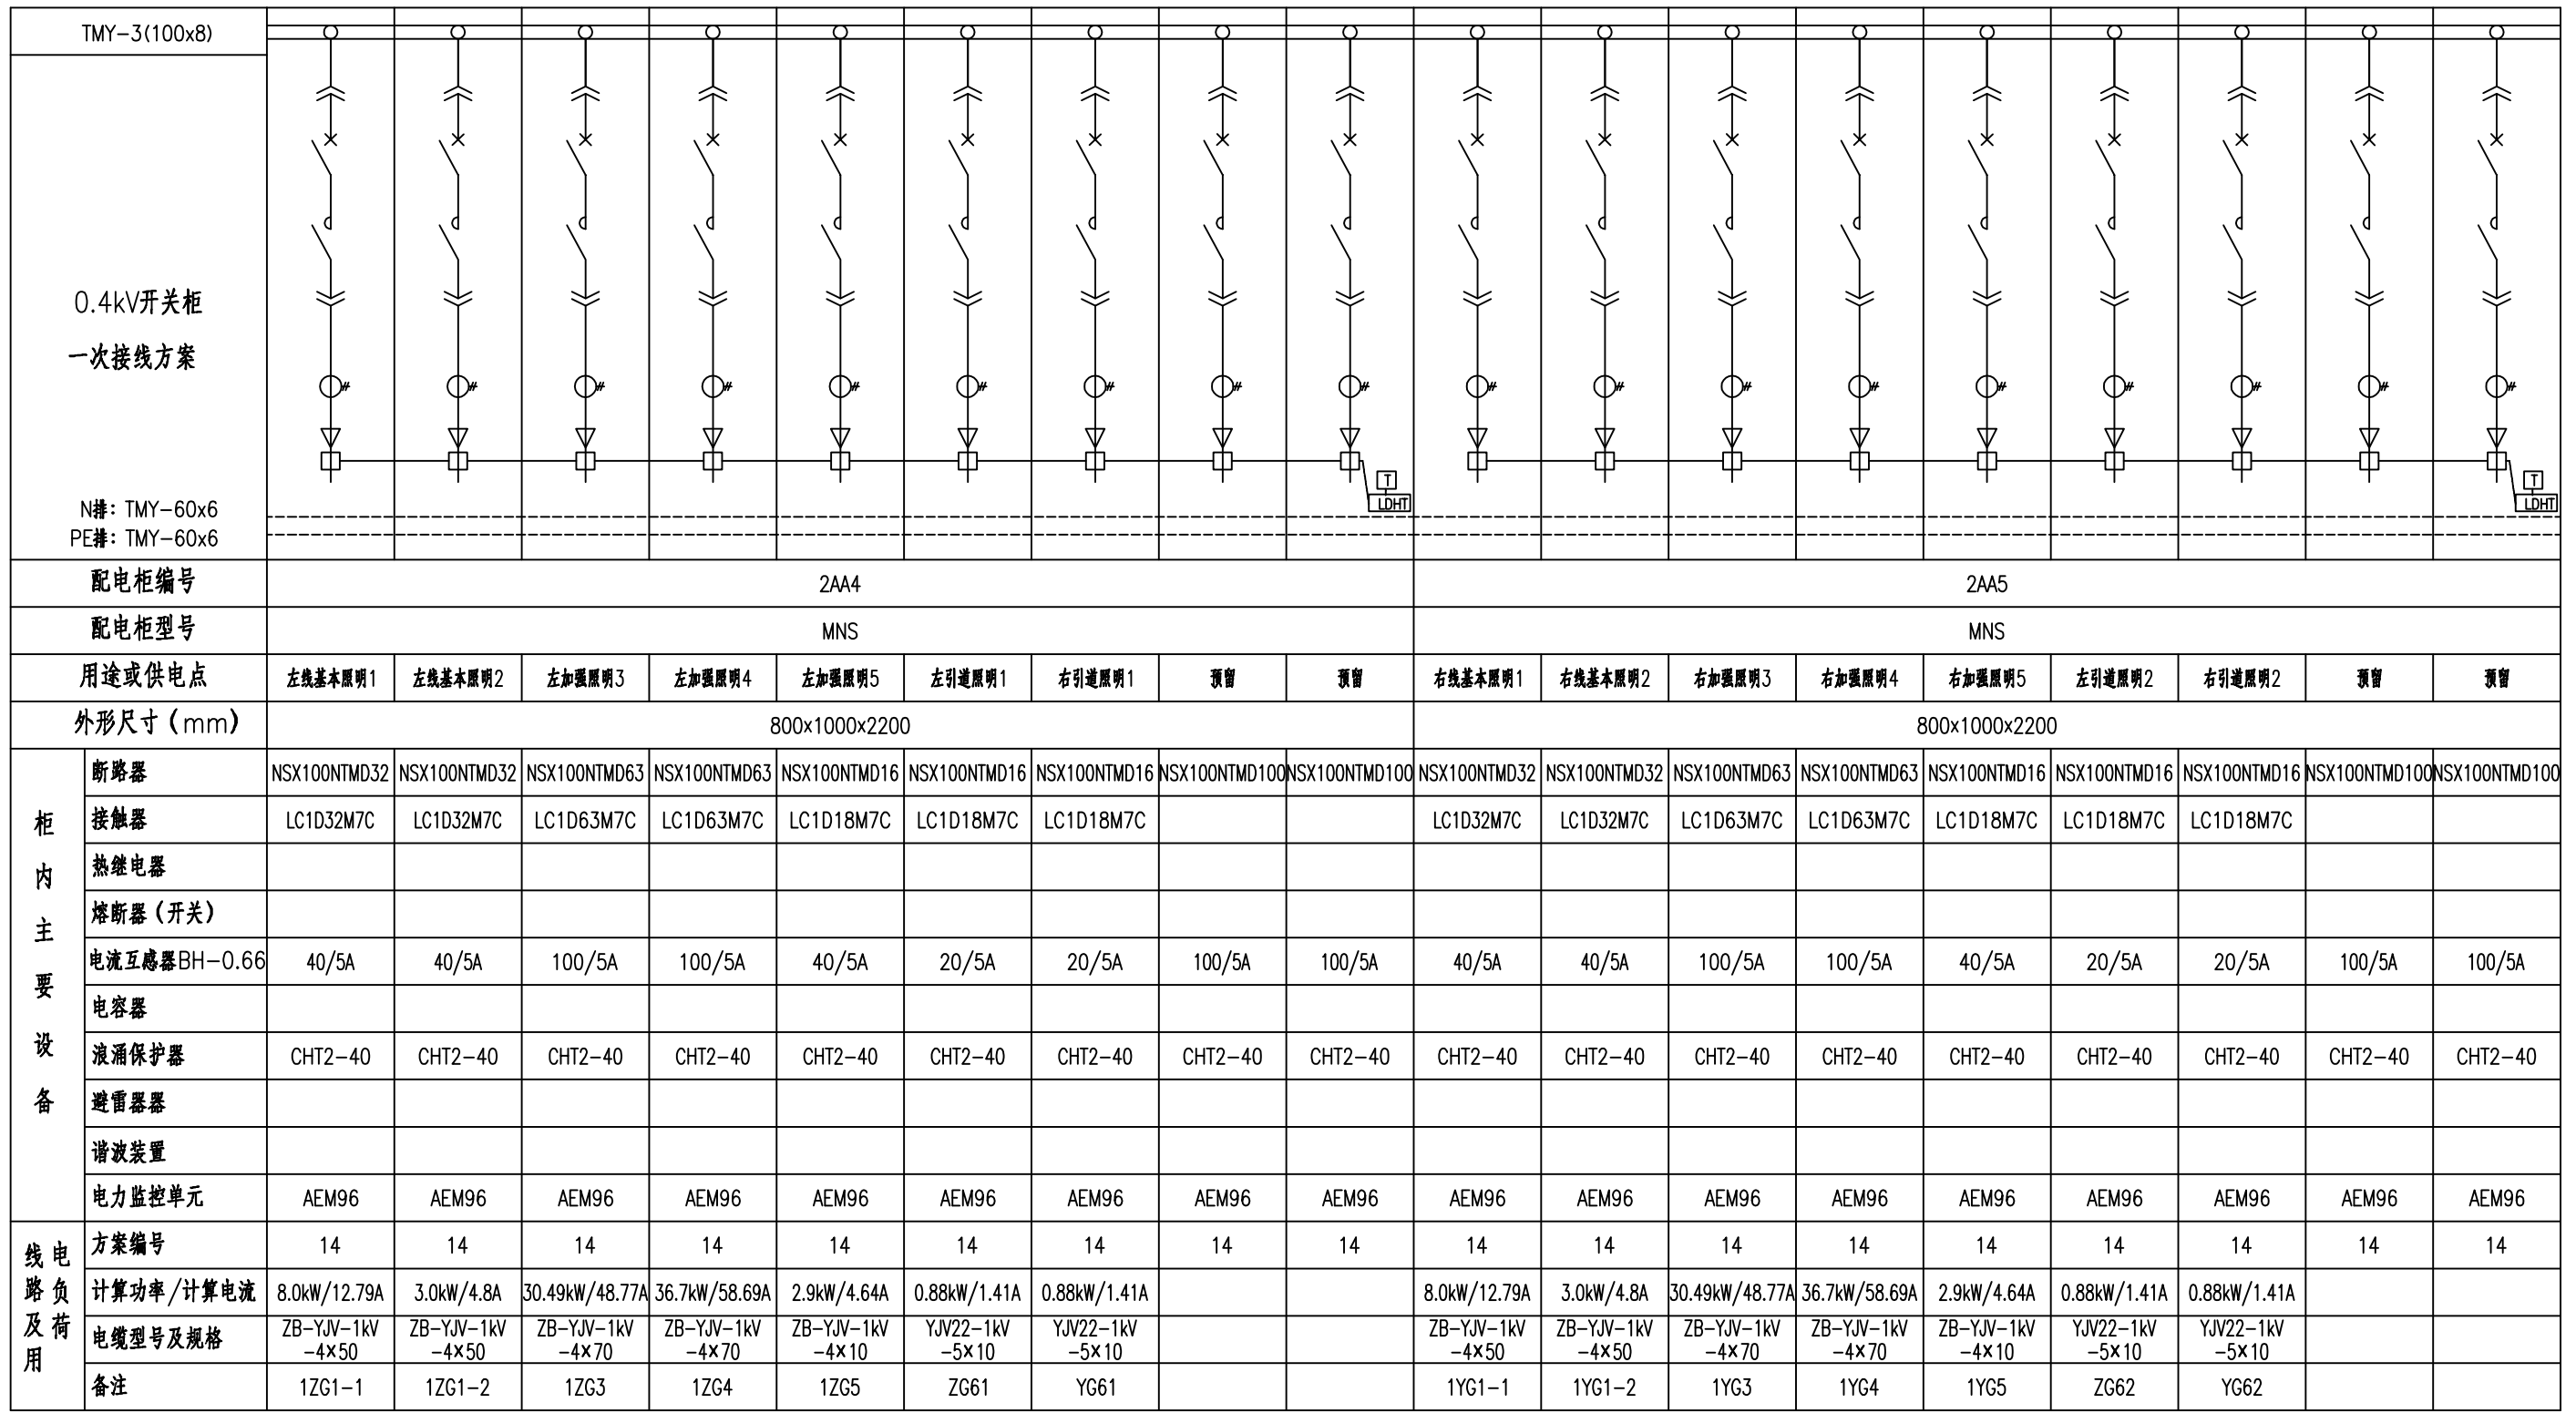 TMY-3(100x8)
0.4kV开关柜
一次接线方案
T
LDHT
T
LDHT
N排: TMY-60x6
PE排: TMY-60x6
配电柜编号 2AA4 2AA5
配电柜型号 MNS MNS
用途或供电点 左线基本照明1 左线基本照明2 左加强照明3 左加强照明4 左加强照明5 左引道照明1 右引道照明1 预留 预留 右线基本照明1 右线基本照明2 右加强照明3 右加强照明4 右加强照明5 左引道照明2 右引道照明2 预留 预留
外形尺寸(mm) 800x1000x2200 800x1000x2200
柜内主要设备
断路器 NSX100NTMD32 NSX100NTMD32 NSX100NTMD63 NSX100NTMD63 NSX100NTMD16 NSX100NTMD16 NSX100NTMD16 NSX100NTMD100 NSX100NTMD100 NSX100NTMD32 NSX100NTMD32 NSX100NTMD63 NSX100NTMD63 NSX100NTMD16 NSX100NTMD16 NSX100NTMD16 NSX100NTMD100 NSX100NTMD100
接触器 LC1D32M7C LC1D32M7C LC1D63M7C LC1D63M7C LC1D18M7C LC1D18M7C LC1D18M7C LC1D32M7C LC1D32M7C LC1D63M7C LC1D63M7C LC1D18M7C LC1D18M7C LC1D18M7C
热继电器
熔断器(开关)
电流互感器BH-0.66 40/5A 40/5A 100/5A 100/5A 40/5A 20/5A 20/5A 100/5A 100/5A 40/5A 40/5A 100/5A 100/5A 40/5A 20/5A 20/5A 100/5A 100/5A
电容器
浪涌保护器 CHT2-40 CHT2-40 CHT2-40 CHT2-40 CHT2-40 CHT2-40 CHT2-40 CHT2-40 CHT2-40 CHT2-40 CHT2-40 CHT2-40 CHT2-40 CHT2-40 CHT2-40 CHT2-40 CHT2-40 CHT2-40
避雷器器
谐波装置
电力监控单元 AEM96 AEM96 AEM96 AEM96 AEM96 AEM96 AEM96 AEM96 AEM96 AEM96 AEM96 AEM96 AEM96 AEM96 AEM96 AEM96 AEM96 AEM96
线路及用电负荷
方案编号 14 14 14 14 14 14 14 14 14 14 14 14 14 14 14 14 14 14
计算功率/计算电流 8.0kW/12.79A 3.0kW/4.8A 30.49kW/48.77A 36.7kW/58.69A 2.9kW/4.64A 0.88kW/1.41A 0.88kW/1.41A 8.0kW/12.79A 3.0kW/4.8A 30.49kW/48.77A 36.7kW/58.69A 2.9kW/4.64A 0.88kW/1.41A 0.88kW/1.41A
电缆型号及规格 ZB-YJV-1kV ZB-YJV-1kV ZB-YJV-1kV ZB-YJV-1kV ZB-YJV-1kV YJV22-1kV YJV22-1kV ZB-YJV-1kV ZB-YJV-1kV ZB-YJV-1kV ZB-YJV-1kV ZB-YJV-1kV YJV22-1kV YJV22-1kV
-4×50 -4×50 -4×70 -4×70 -4×10 -5×10 -5×10 -4×50 -4×50 -4×70 -4×70 -4×10 -5×10 -5×10
备注 1ZG1-1 1ZG1-2 1ZG3 1ZG4 1ZG5 ZG61 YG61 1YG1-1 1YG1-2 1YG3 1YG4 1YG5 ZG62 YG62